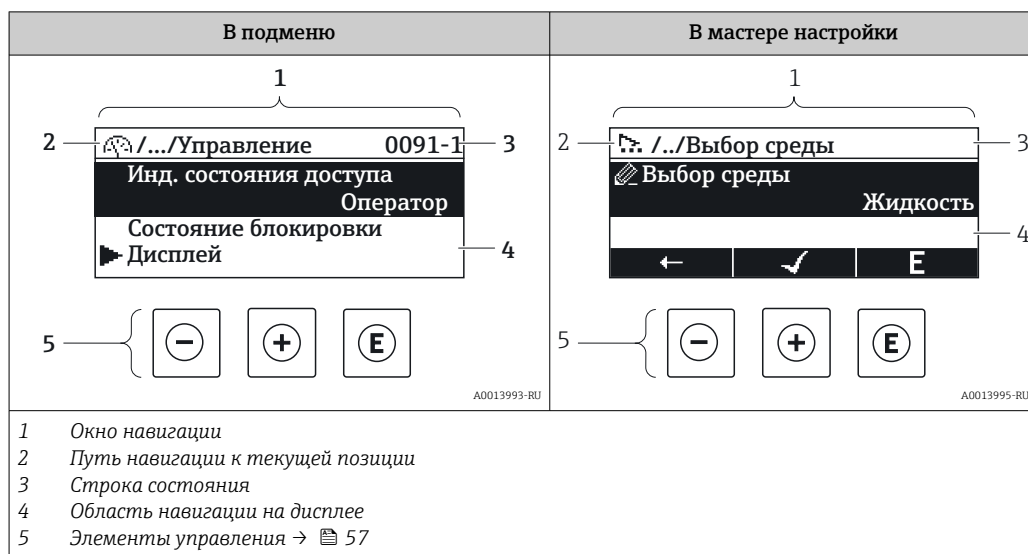 В подменю
1
2 /.../Управление 0091-1 3
Инд. состояния доступа
Оператор
Состояние блокировки
Дисплей
4
5 − + E
A0013993-RU
В мастере настройки
1
2 /../Выбор среды 3
Выбор среды
Жидкость
4
← ✓ E
5 − + E
A0013995-RU
1 Окно навигации
2 Путь навигации к текущей позиции
3 Строка состояния
4 Область навигации на дисплее
5 Элементы управления → 57